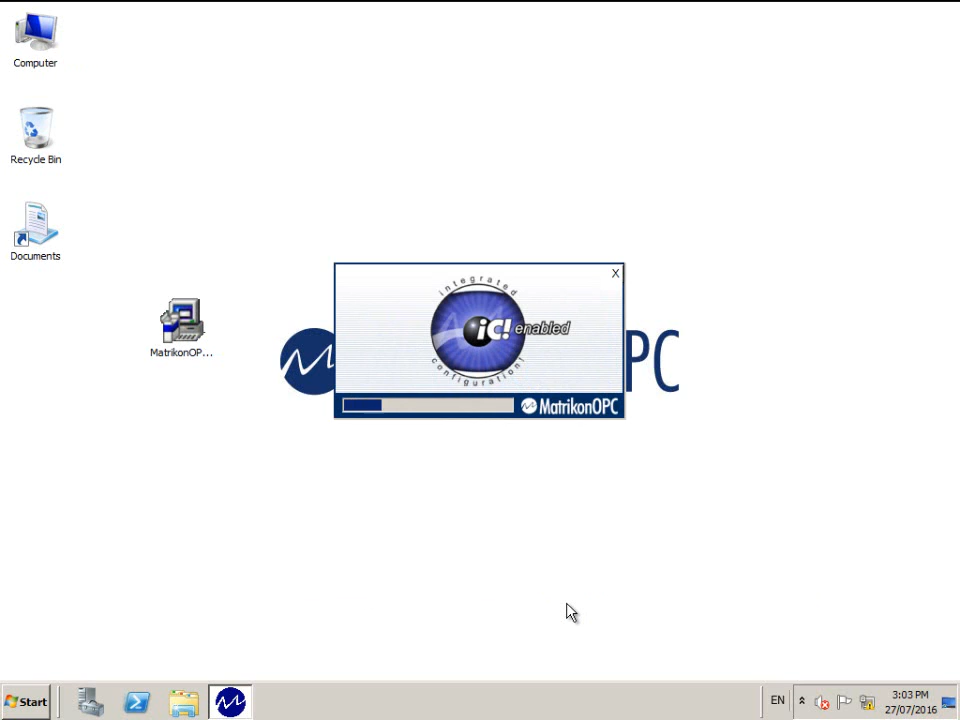 Computer
Recycle Bin
Documents
MatrikonOP...
X
integrated
iC! enabled
configuration!
MatrikonOPC
PC
Start
EN
3:03 PM
27/07/2016